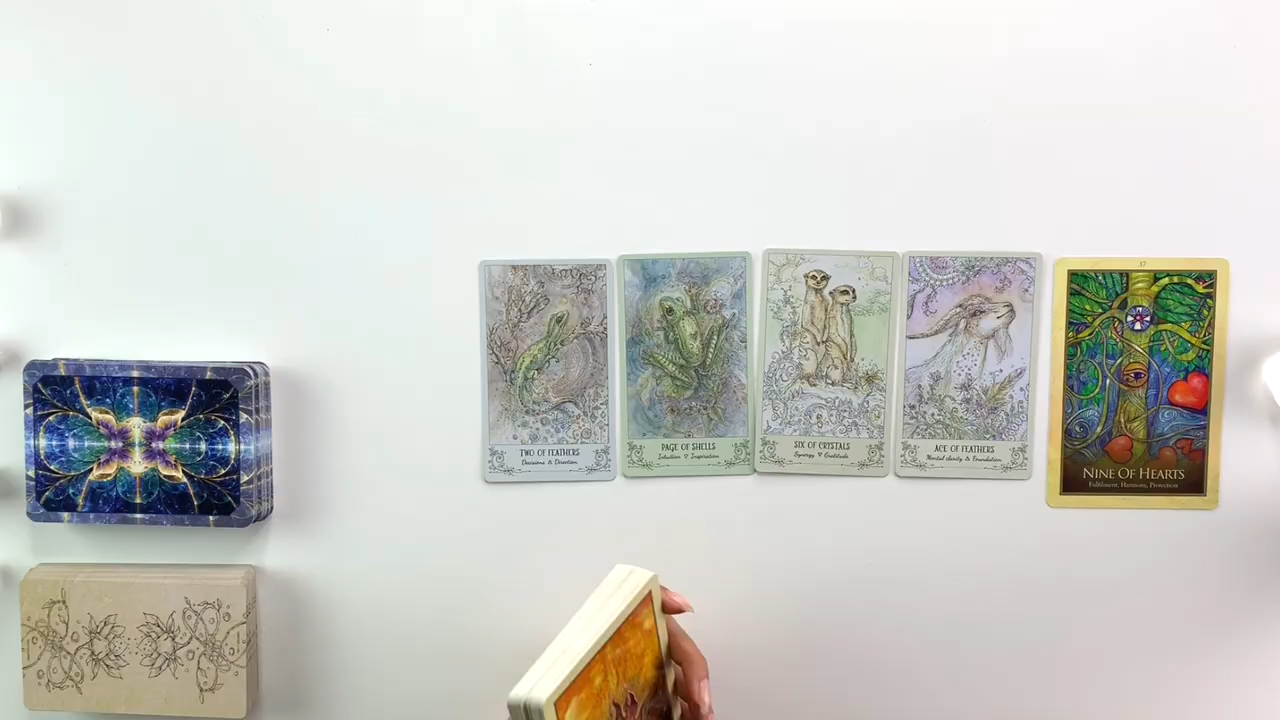 TWO OF FEATHERS
Decisions & Direction
PAGE OF SHELLS
Intuition ♡ Inspiration
SIX OF CRYSTALS
Synergy ♡ Gratitude
ACE OF FEATHERS
Mental clarity & Foundation
37
NINE OF HEARTS
Fulfilment, Harmony, Protection